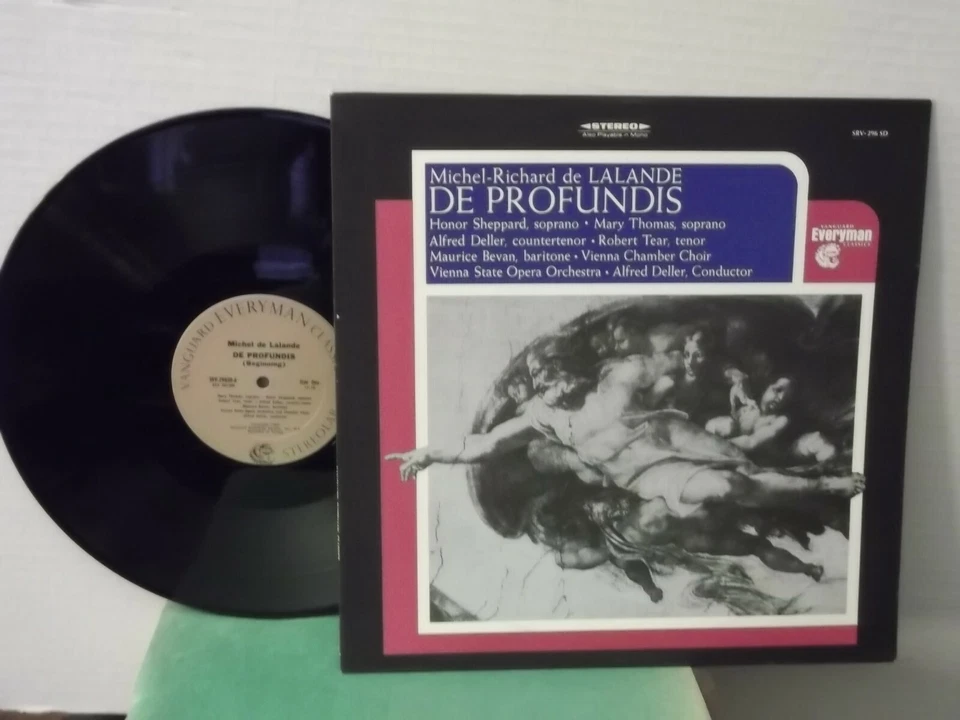 STEREO
Also Playable in Mono
SRV-296 SD
Michel-Richard de LALANDE
DE PROFUNDIS
Honor Sheppard, soprano • Mary Thomas, soprano
Alfred Deller, countertenor • Robert Tear, tenor
Maurice Bevan, baritone • Vienna Chamber Choir
Vienna State Opera Orchestra • Alfred Deller, Conductor
VANGUARD
Everyman
CLASSICS
VANGUARD EVERYMAN
Michel de Lalande
DE PROFUNDIS
(Beginning)
STEREOLAB